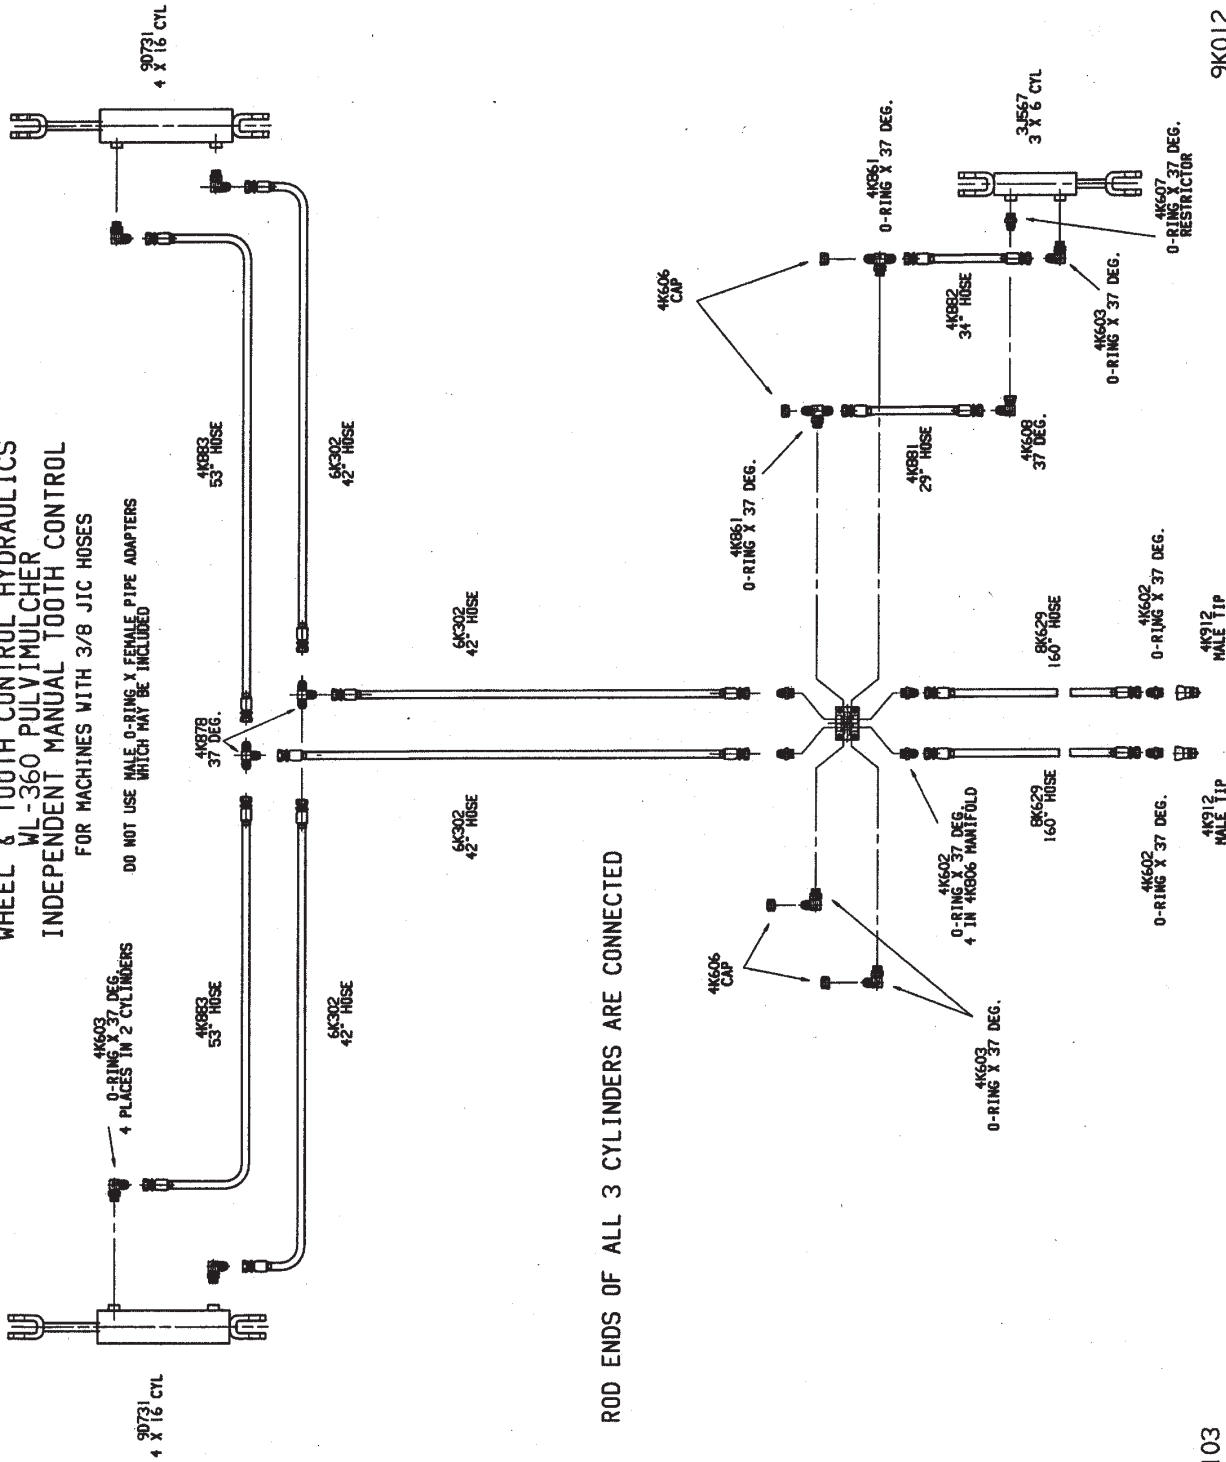 WHEEL & TOOTH CONTROL HYDRAULICS
WL-360 PULVIMULCHER
INDEPENDENT MANUAL TOOTH CONTROL
FOR MACHINES WITH 3/8 JIC HOSES
DO NOT USE MALE O-RING X FEMALE PIPE ADAPTERS
WHICH MAY BE INCLUDED
9D731
4 X 16 CYL
4K603
O-RING X 37 DEG.
4 PLACES IN 2 CYLINDERS
4K883
53" HOSE
6K302
42" HOSE
4K878
37 DEG.
4K883
53" HOSE
6K302
42" HOSE
9D731
4 X 16 CYL
6K302
42" HOSE
6K302
42" HOSE
ROD ENDS OF ALL 3 CYLINDERS ARE CONNECTED
4K606
CAP
4K603
O-RING X 37 DEG.
4K602
O-RING X 37 DEG.
4 IN 4K806 MANIFOLD
8K629
160" HOSE
4K602
O-RING X 37 DEG.
4K912
MALE TIP
8K629
160" HOSE
4K602
O-RING X 37 DEG.
4K912
MALE TIP
4K861
O-RING X 37 DEG.
4K606
CAP
4K861
O-RING X 37 DEG.
4K881
29" HOSE
4K882
34" HOSE
4K608
37 DEG.
4K603
O-RING X 37 DEG.
3J567
3 X 6 CYL
4K607
O-RING X 37 DEG.
RESTRICTOR
103
9K012